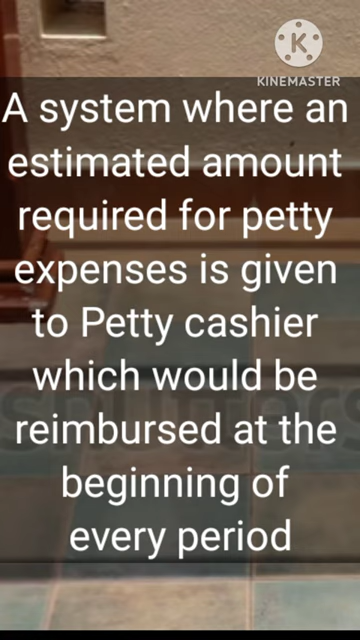 K
KINEMASTER
A system where an
estimated amount
required for petty
expenses is given
to Petty cashier
which would be
reimbursed at the
beginning of
every period